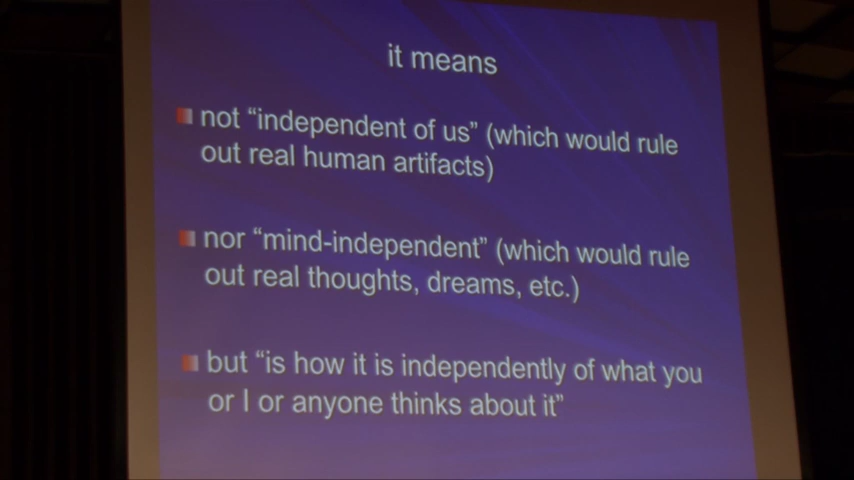 it means
not “independent of us” (which would rule
out real human artifacts)
nor “mind-independent” (which would rule
out real thoughts, dreams, etc.)
but “is how it is independently of what you
or I or anyone thinks about it”